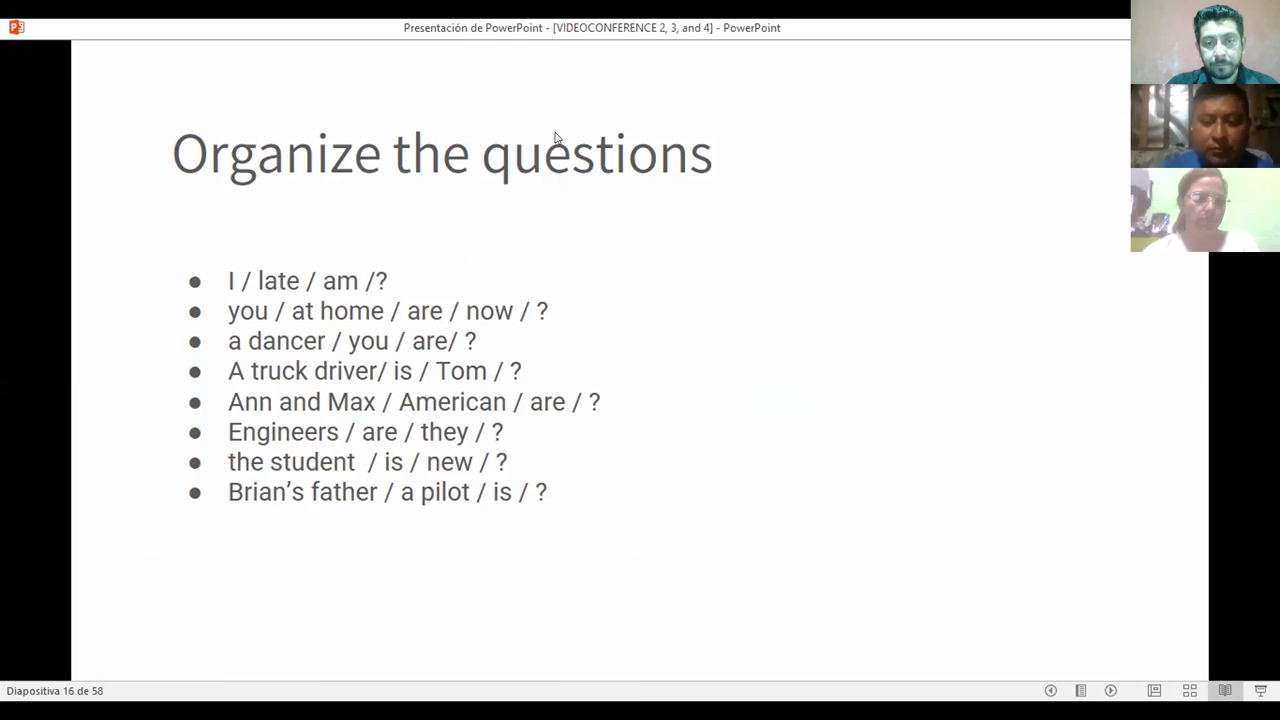 Presentación de PowerPoint - [VIDEOCONFERENCE 2, 3, and 4] - PowerPoint
Organize the questions
● I / late / am /?
● you / at home / are / now / ?
● a dancer / you / are/ ?
● A truck driver/ is / Tom / ?
● Ann and Max / American / are / ?
● Engineers / are / they / ?
● the student  / is / new / ?
● Brian’s father / a pilot / is / ?
Diapositiva 16 de 58